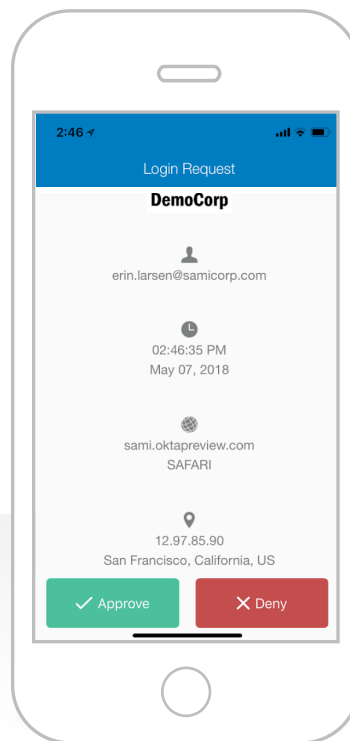 2:46
Login Request
DemoCorp
erin.larsen@samicorp.com
02:46:35 PM
May 07, 2018
sami.oktapreview.com
SAFARI
12.97.85.90
San Francisco, California, US
Approve
Deny